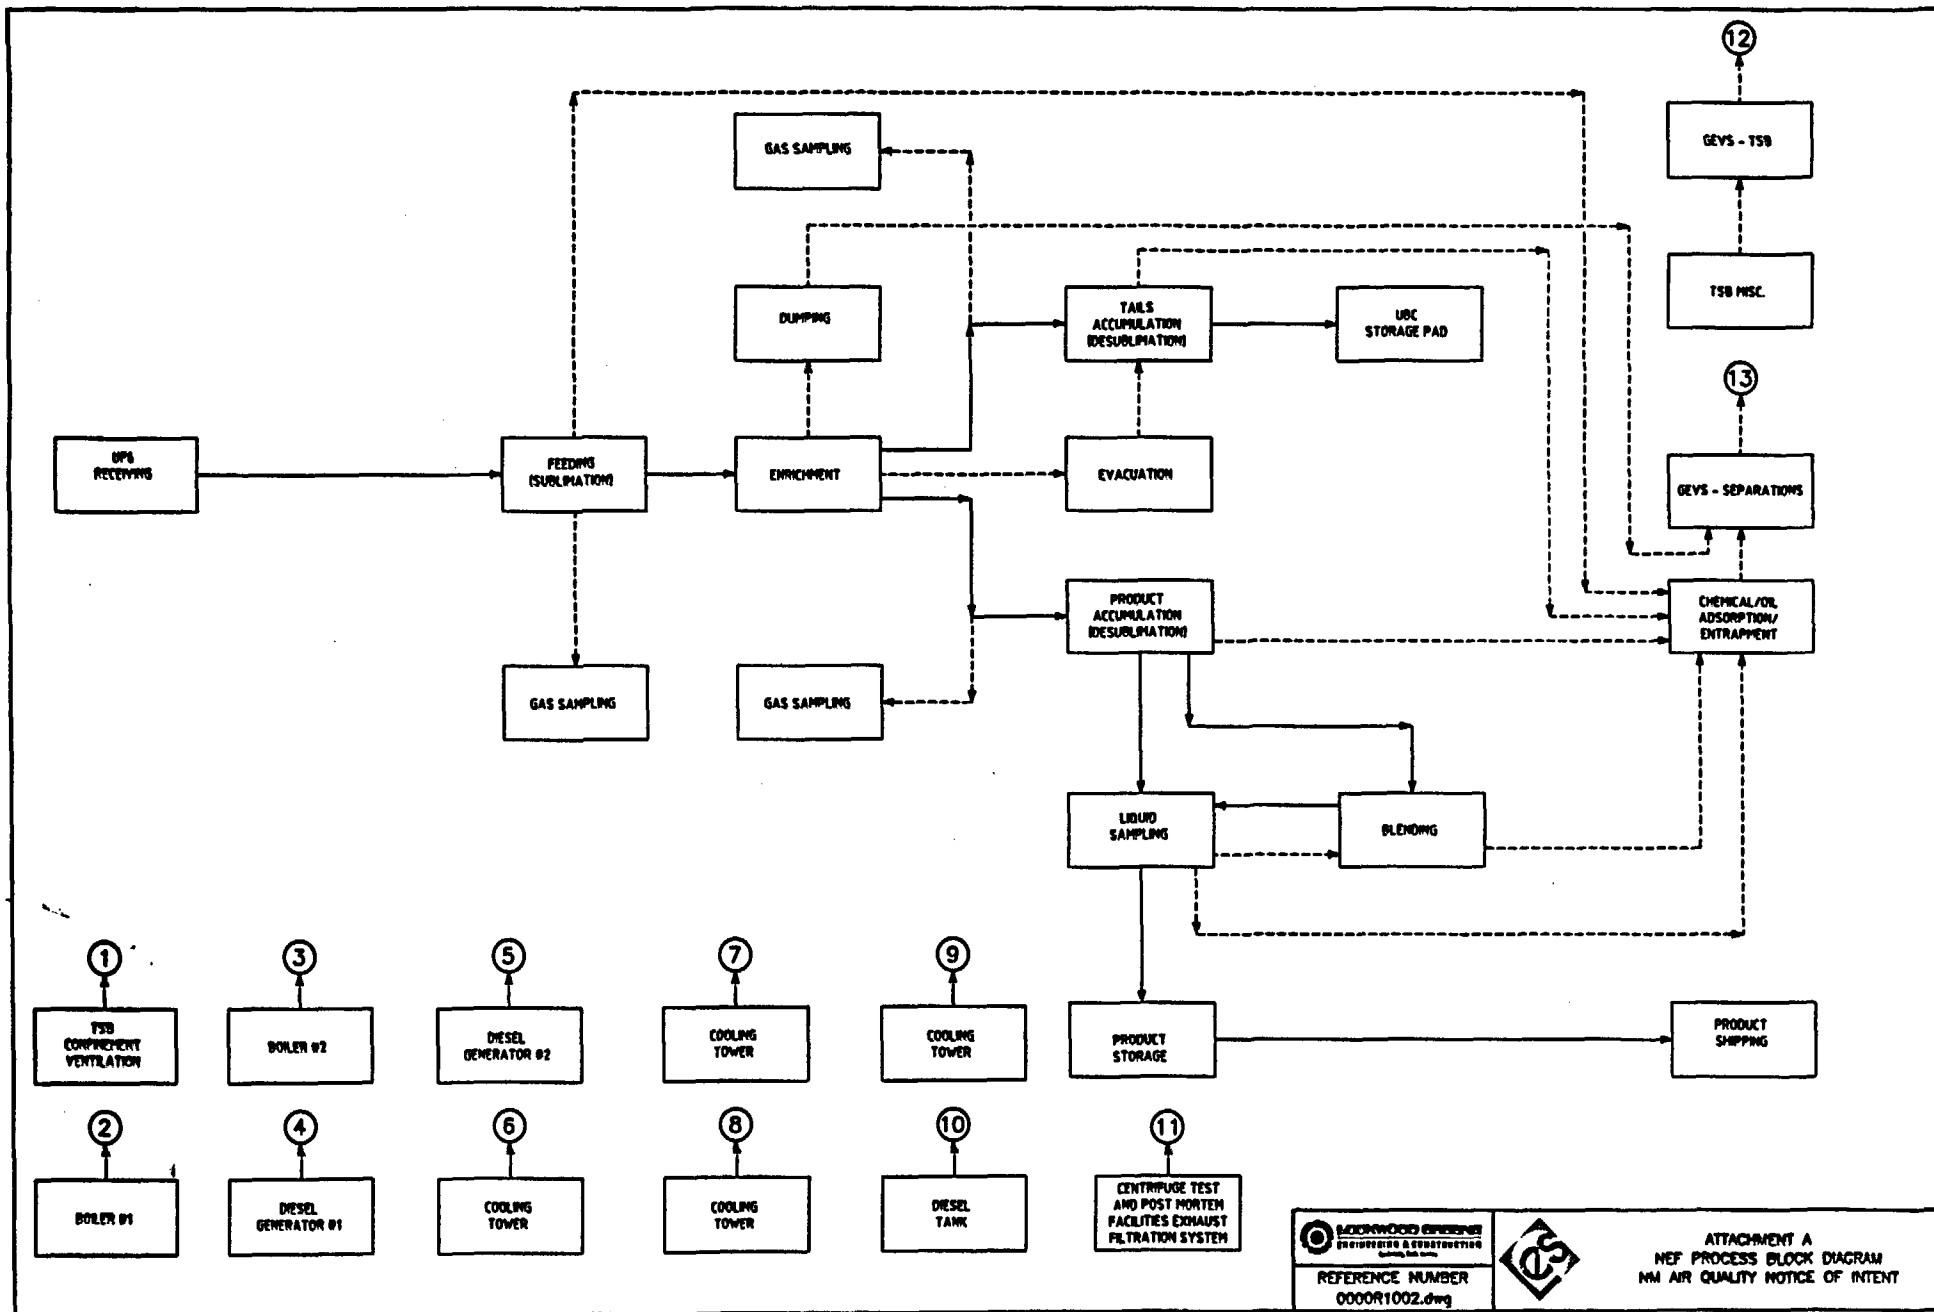 12
GEVS - TSB
GAS SAMPLING
TSB MISC.
DUMPING
TAILS
ACCUMULATION
(DESUBLIMATION)
UBC
STORAGE PAD
13
UF6
RECEIVING
FEEDING
(SUBLIMATION)
ENRICHMENT
EVACUATION
GEVS - SEPARATIONS
PRODUCT
ACCUMULATION
(DESUBLIMATION)
CHEMICAL/OIL
ADSORPTION/
ENTRAPMENT
GAS SAMPLING
GAS SAMPLING
LIQUID
SAMPLING
BLENDING
1
3
5
7
9
TSB
CONFINEMENT
VENTILATION
BOILER #2
DIESEL
GENERATOR #2
COOLING
TOWER
COOLING
TOWER
PRODUCT
STORAGE
PRODUCT
SHIPPING
2
4
6
8
10
11
BOILER #1
DIESEL
GENERATOR #1
COOLING
TOWER
COOLING
TOWER
DIESEL
TANK
CENTRIFUGE TEST
AND POST MORTEM
FACILITIES EXHAUST
FILTRATION SYSTEM
LOCKWOOD GREENE
ENGINEERING & CONSTRUCTION
REFERENCE NUMBER
0000R1002.dwg
LES
ATTACHMENT A
NEF PROCESS BLOCK DIAGRAM
NM AIR QUALITY NOTICE OF INTENT